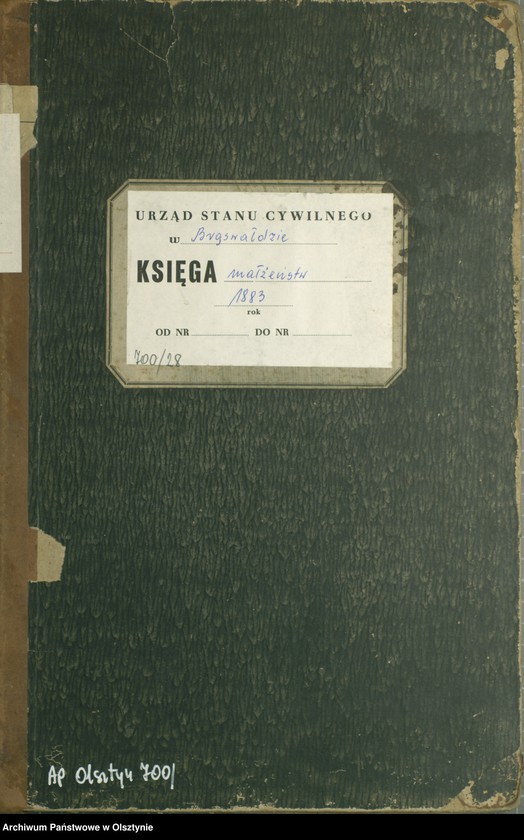 URZĄD STANU CYWILNEGO
w Brąswałdzie
KSIĘGA małżeństw
1883
rok
OD NR DO NR
700/28
AP Olsztyn 700/
Archiwum Państwowe w Olsztynie